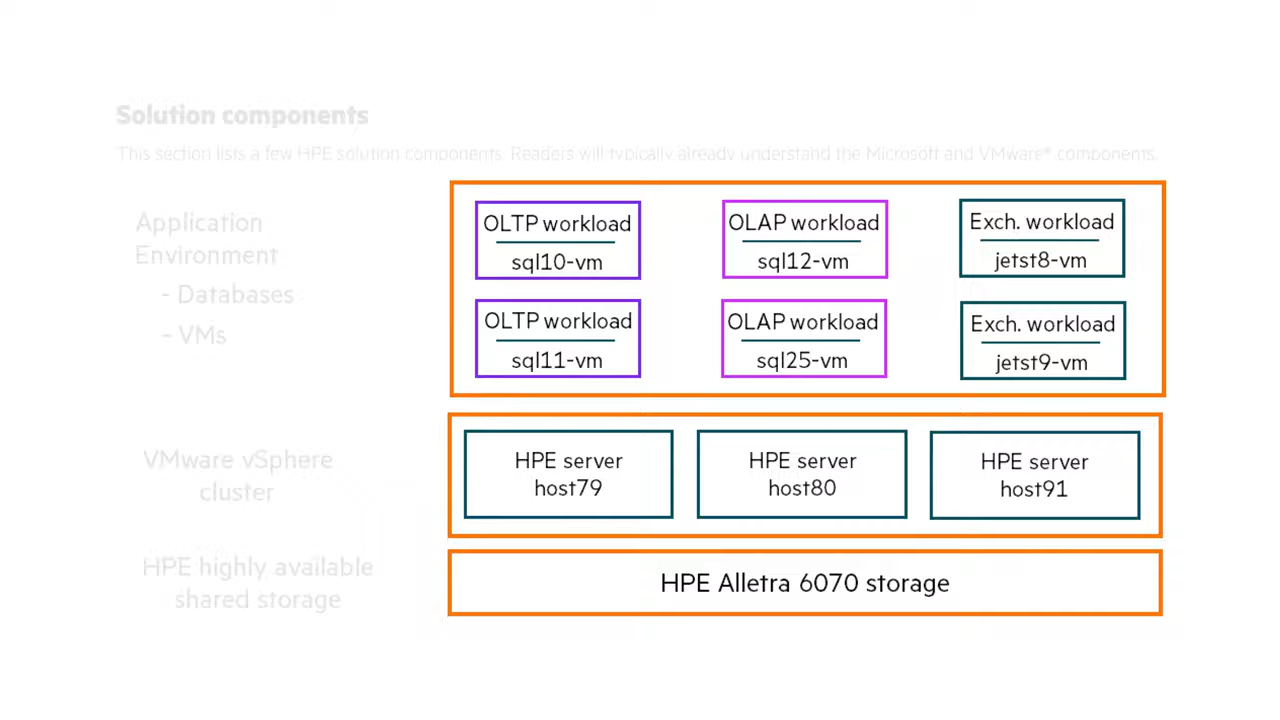 Solution components
This section lists a few HPE solution components. Readers will typically already understand the Microsoft and VMware® components.
Application
Environment
- Databases
- VMs
OLTP workload
sql10-vm
OLAP workload
sql12-vm
Exch. workload
jetst8-vm
OLTP workload
sql11-vm
OLAP workload
sql25-vm
Exch. workload
jetst9-vm
VMware vSphere
cluster
HPE server
host79
HPE server
host80
HPE server
host91
HPE highly available
shared storage
HPE Alletra 6070 storage